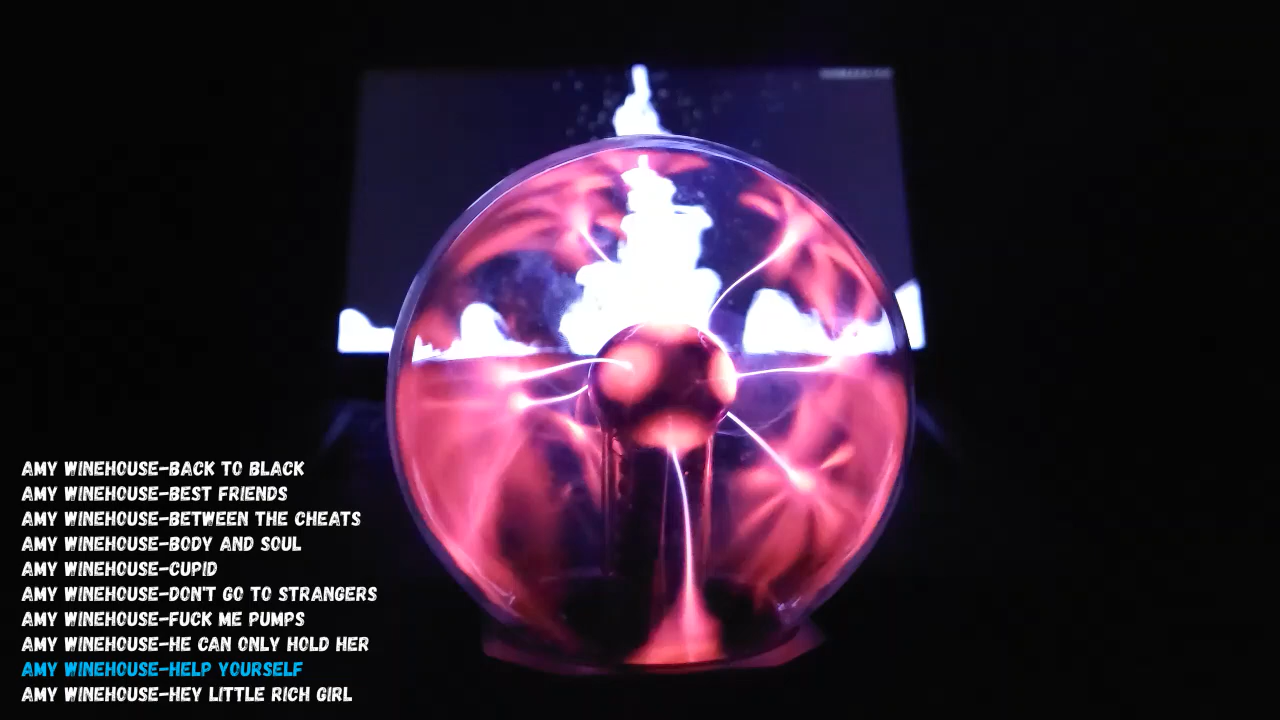 AMY WINEHOUSE-BACK TO BLACK
AMY WINEHOUSE-BEST FRIENDS
AMY WINEHOUSE-BETWEEN THE CHEATS
AMY WINEHOUSE-BODY AND SOUL
AMY WINEHOUSE-CUPID
AMY WINEHOUSE-DON'T GO TO STRANGERS
AMY WINEHOUSE-FUCK ME PUMPS
AMY WINEHOUSE-HE CAN ONLY HOLD HER
AMY WINEHOUSE-HELP YOURSELF
AMY WINEHOUSE-HEY LITTLE RICH GIRL